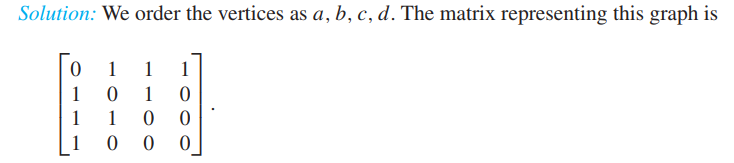 Solution: We order the vertices as a, b, c, d. The matrix representing this graph is
0 1 1 1
1 0 1 0
1 1 0 0
1 0 0 0 .